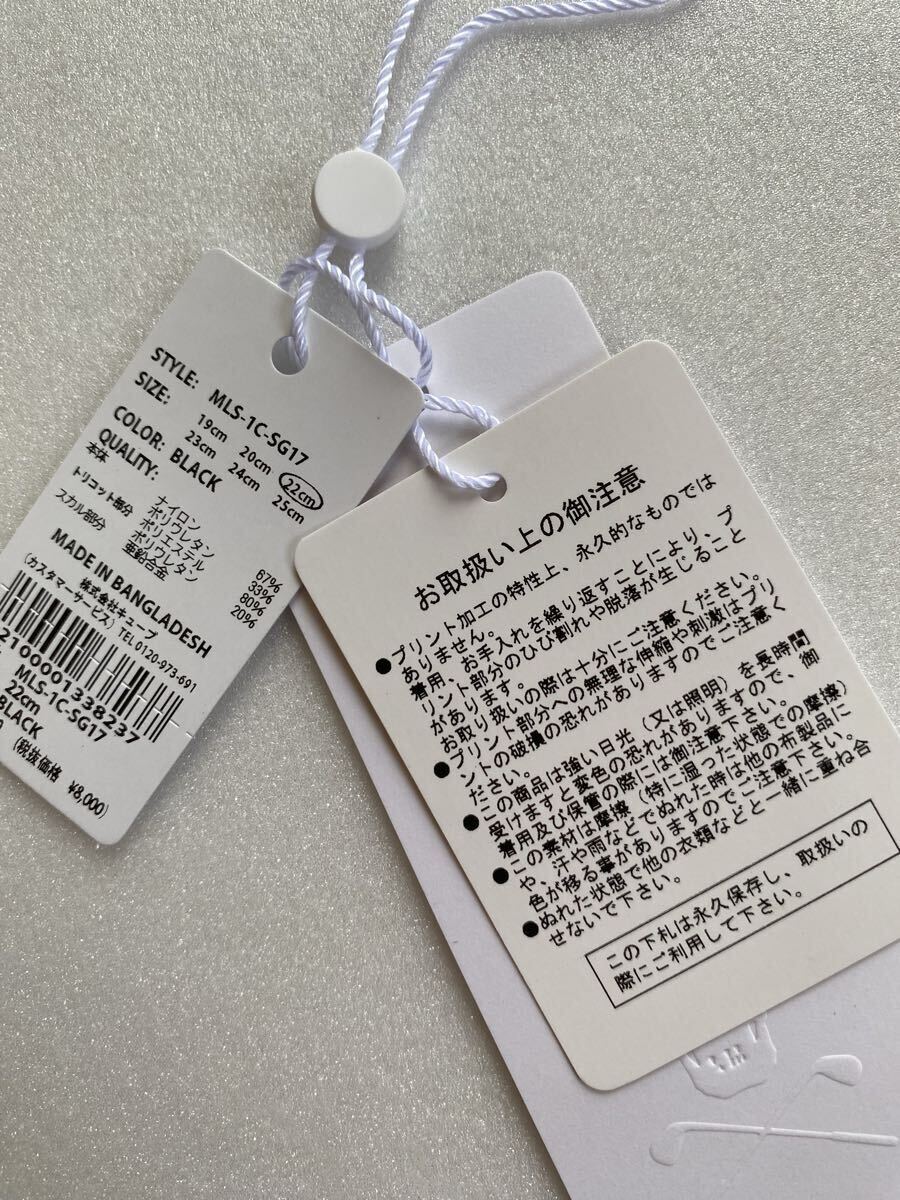 STYLE: MLS-1C-SG17
SIZE: 19cm 20cm 22cm
23cm 24cm 25cm
COLOR: BLACK
QUALITY:
本体 ナイロン 67%
ポリウレタン 33%
トリコット部分 ポリエステル 80%
ポリウレタン 20%
スカル部分 亜鉛合金
MADE IN BANGLADESH
株式会社キューブ
(カスタマーサービス) TEL 0120-973-691
2100001338237
MLS-1C-SG17
22cm
BLACK
(税抜価格 ¥8,000)
お取扱い上の御注意
●プリント加工の特性上、永久的なものでは
ありません。
着用、お手入れを繰り返すことにより、プ
リント部分のひび割れや脱落が生じること
があります。
お取り扱いの際は十分にご注意ください。
●プリント部分への無理な伸縮や刺激はプリ
ントの破損の恐れがありますのでご注意く
ださい。
●この商品は強い日光(又は照明)を長時間
受けますと変色の恐れがありますので、御
着用及び保管の際には御注意下さい。
●この素材は摩擦(特に湿った状態での摩擦)
や、汗や雨などでぬれた時は他の布製品に
色が移る事がありますのでご注意下さい。
●ぬれた状態で他の衣類などと一緒に重ね合
せないで下さい。
この下札は永久保存し、取扱いの
際にご利用して下さい。